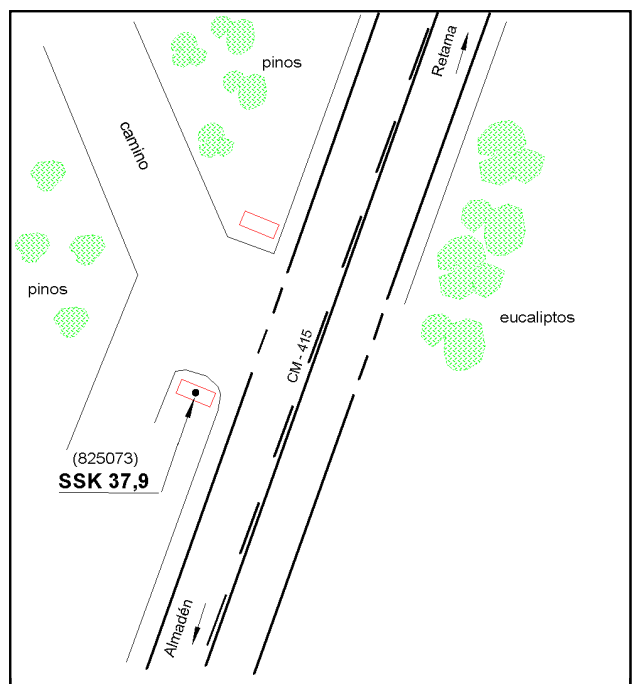 Retama
pinos
camino
pinos
eucaliptos
CM - 415
(825073)
SSK 37,9
Almadén